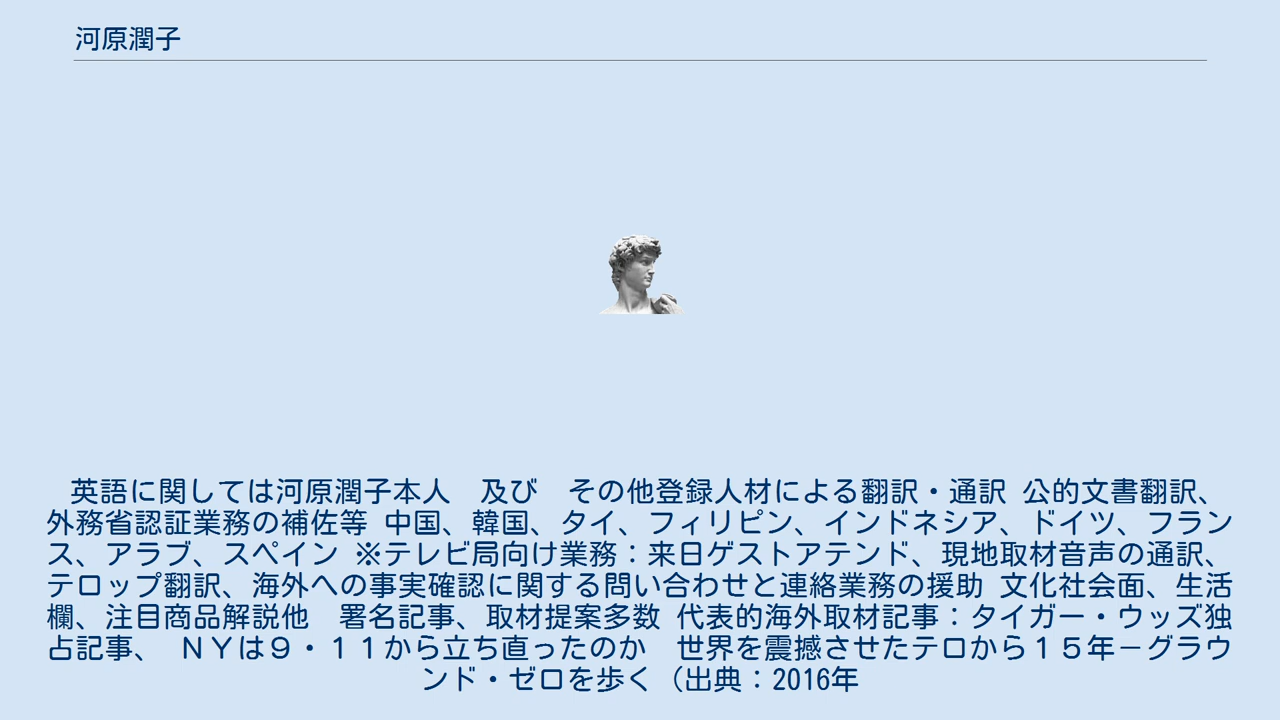 河原潤子
英語に関しては河原潤子本人　及び　その他登録人材による翻訳・通訳 公的文書翻訳、
外務省認証業務の補佐等 中国、韓国、タイ、フィリピン、インドネシア、ドイツ、フラン
ス、アラブ、スペイン ※テレビ局向け業務：来日ゲストアテンド、現地取材音声の通訳、
テロップ翻訳、海外への事実確認に関する問い合わせと連絡業務の援助 文化社会面、生活
欄、注目商品解説他　署名記事、取材提案多数 代表的海外取材記事：タイガー・ウッズ独
占記事、　ＮＹは９・１１から立ち直ったのか　世界を震撼させたテロから１５年－グラウ
ンド・ゼロを歩く（出典：2016年